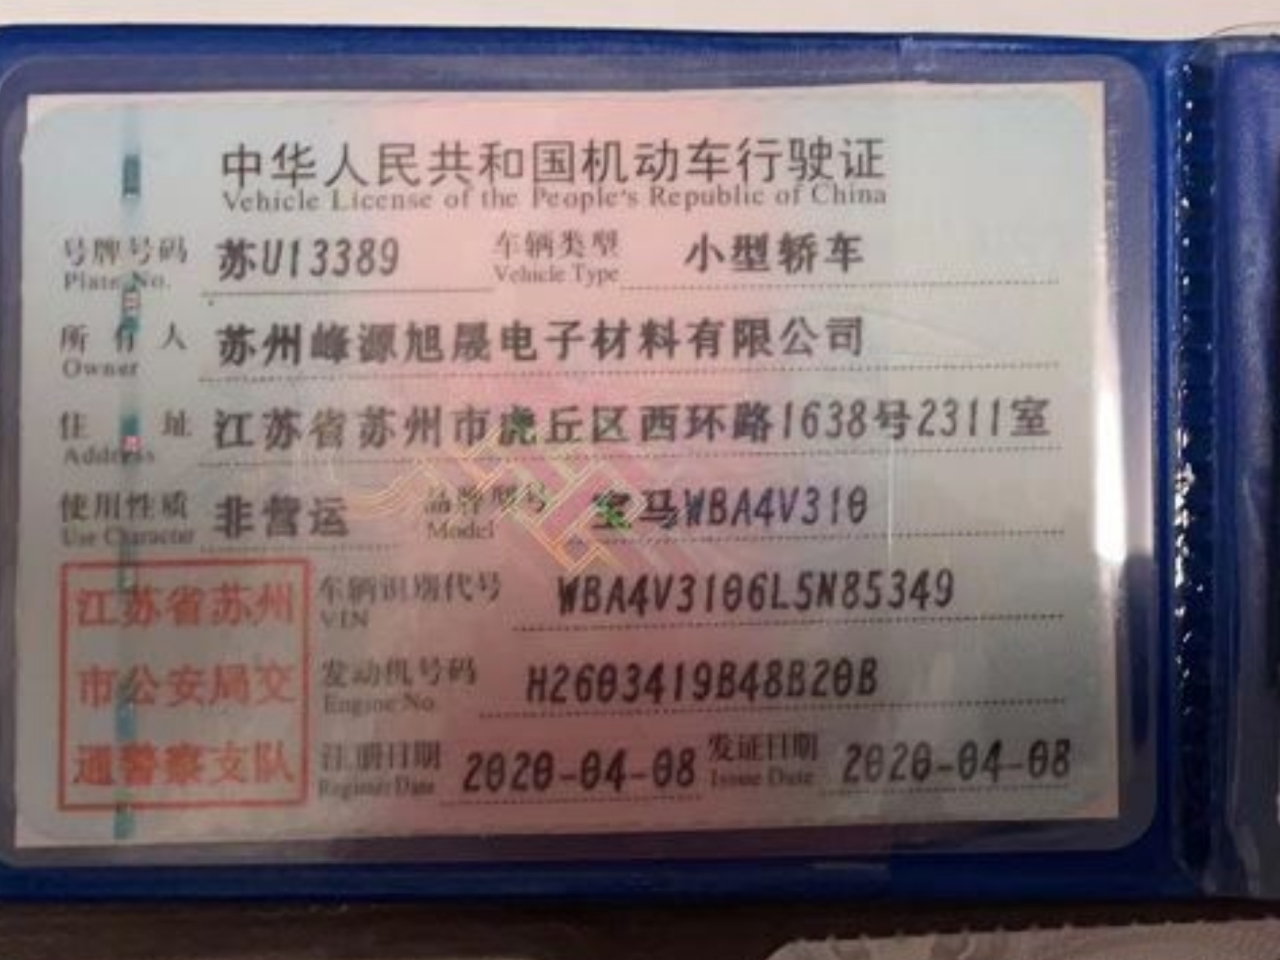 中华人民共和国机动车行驶证
Vehicle License of the People's Republic of China
号牌号码 苏U13389 车辆类型 小型轿车
Plate No. Vehicle Type
所有人 苏州峰源旭晟电子材料有限公司
Owner
住址 江苏省苏州市虎丘区西环路1638号2311室
Address
使用性质 非营运 品牌型号 宝马WBA4V310
Use Character Model
江苏省苏州 车辆识别代号 WBA4V3106L5N85349
VIN
市公安局交 发动机号码 H2603419B48B20B
Engine No
通警察支队 注册日期 2020-04-08 发证日期 2020-04-08
Register Date Issue Date